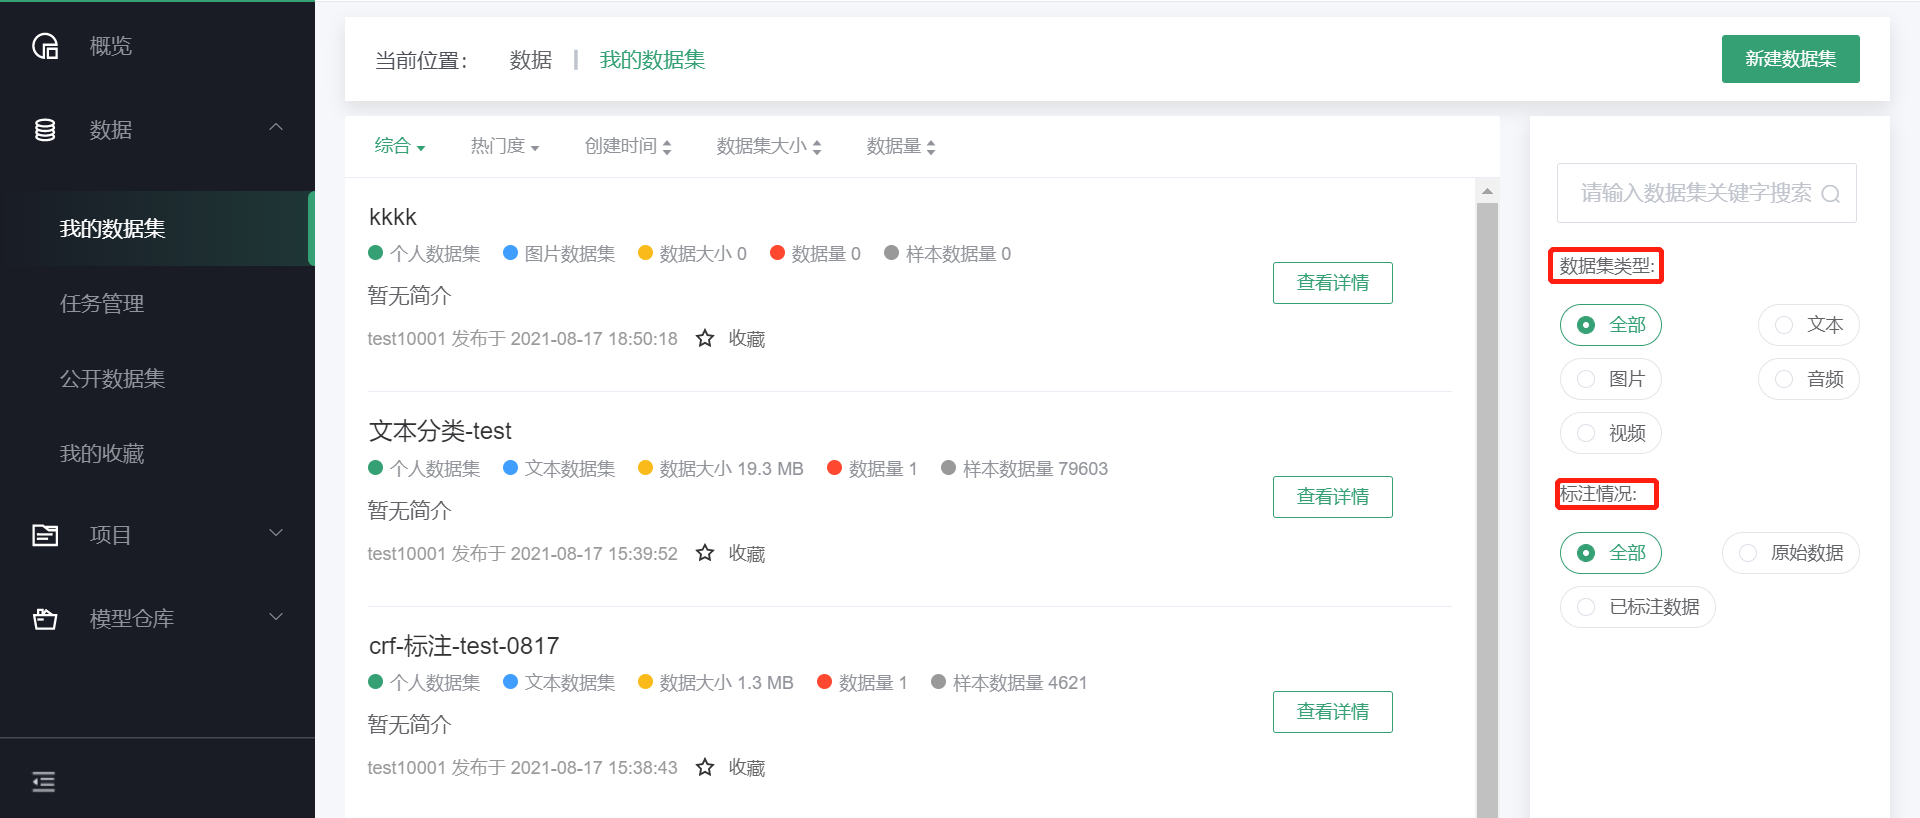 概览
数据
我的数据集
任务管理
公开数据集
我的收藏
项目
模型仓库
当前位置： 数据 | 我的数据集
新建数据集
综合 热门度 创建时间 数据集大小 数据量
kkkk
个人数据集 图片数据集 数据大小 0 数据量 0 样本数据量 0
查看详情
暂无简介
test10001 发布于 2021-08-17 18:50:18 收藏
文本分类-test
个人数据集 文本数据集 数据大小 19.3 MB 数据量 1 样本数据量 79603
查看详情
暂无简介
test10001 发布于 2021-08-17 15:39:52 收藏
crf-标注-test-0817
个人数据集 文本数据集 数据大小 1.3 MB 数据量 1 样本数据量 4621
查看详情
暂无简介
test10001 发布于 2021-08-17 15:38:43 收藏
请输入数据集关键字搜索
数据集类型:
全部 文本
图片 音频
视频
标注情况:
全部 原始数据
已标注数据